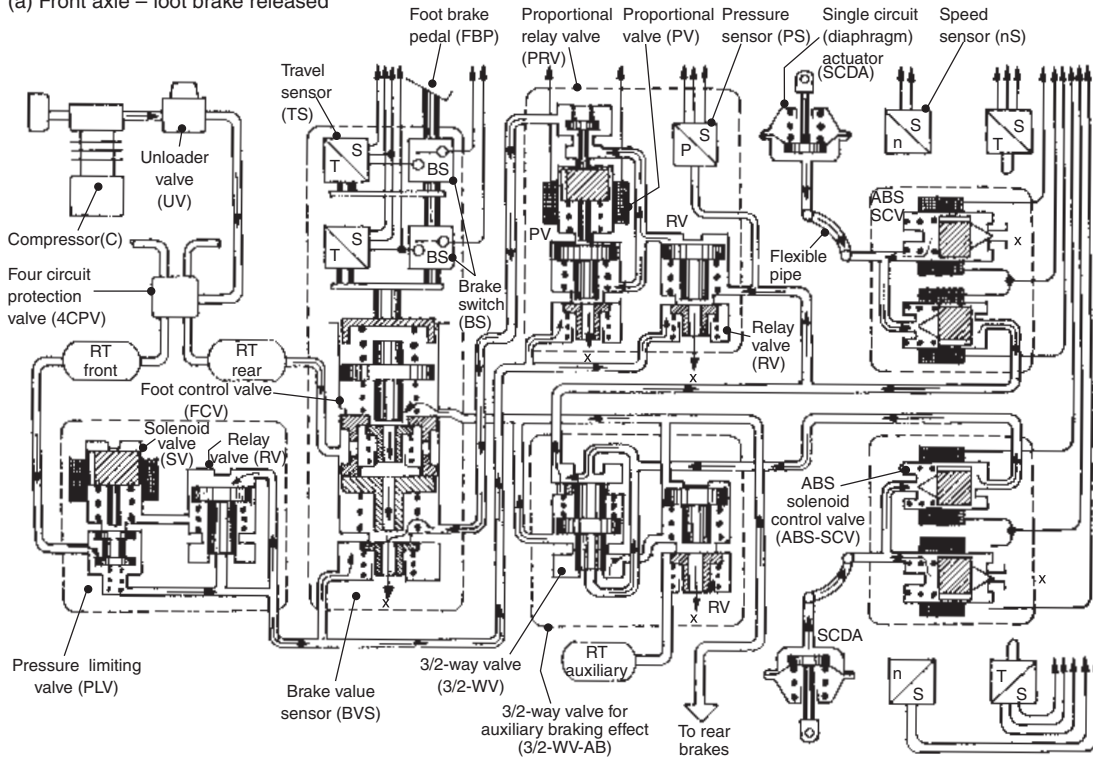 (a) Front axle – foot brake released
Foot brake
pedal (FBP)
Proportional
relay valve
(PRV)
Proportional
valve (PV)
Pressure
sensor (PS)
Single circuit
(diaphragm)
actuator
(SCDA)
Speed
sensor (nS)
Travel
sensor
(TS)
Unloader
valve
(UV)
Compressor(C)
Four circuit
protection
valve (4CPV)
S
T
BS
S
T
BS
Brake
switch
(BS)
S
P
S
n
S
T
PV
RV
Flexible
pipe
ABS
SCV
x
Relay
valve
(RV)
x
x
RT
front
RT
rear
Foot control valve
(FCV)
Solenoid
valve
(SV)
Relay
valve (RV)
ABS
solenoid
control valve
(ABS-SCV)
x
x
RV
x
SCDA
Pressure limiting
valve (PLV)
Brake value
sensor (BVS)
3/2-way valve
(3/2-WV)
RT
auxiliary
3/2-way valve for
auxiliary braking effect
(3/2-WV-AB)
To rear
brakes
n
S
T
S